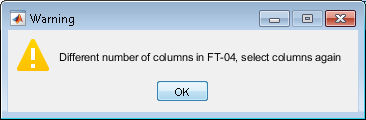 Warning
Different number of columns in FT-04, select columns again
OK